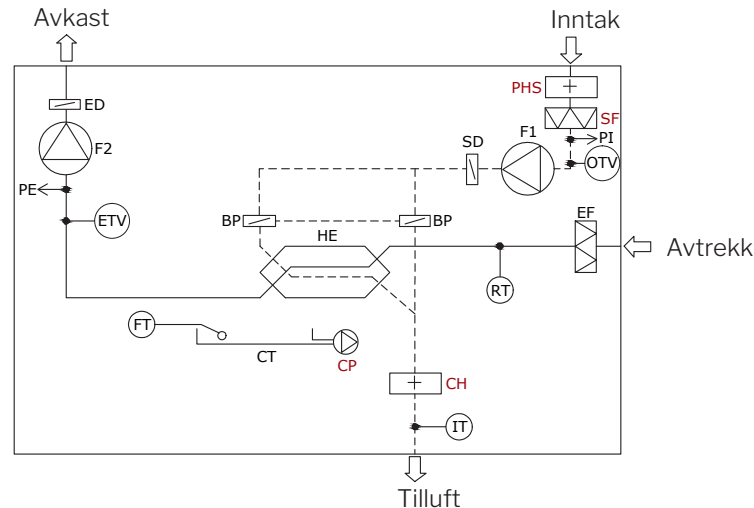 Avkast
Inntak
PHS
ED
SF
F1
PI
F2
SD
OTV
PE
ETV
BP
BP
EF
HE
Avtrekk
RT
FT
CT
CP
CH
IT
Tilluft